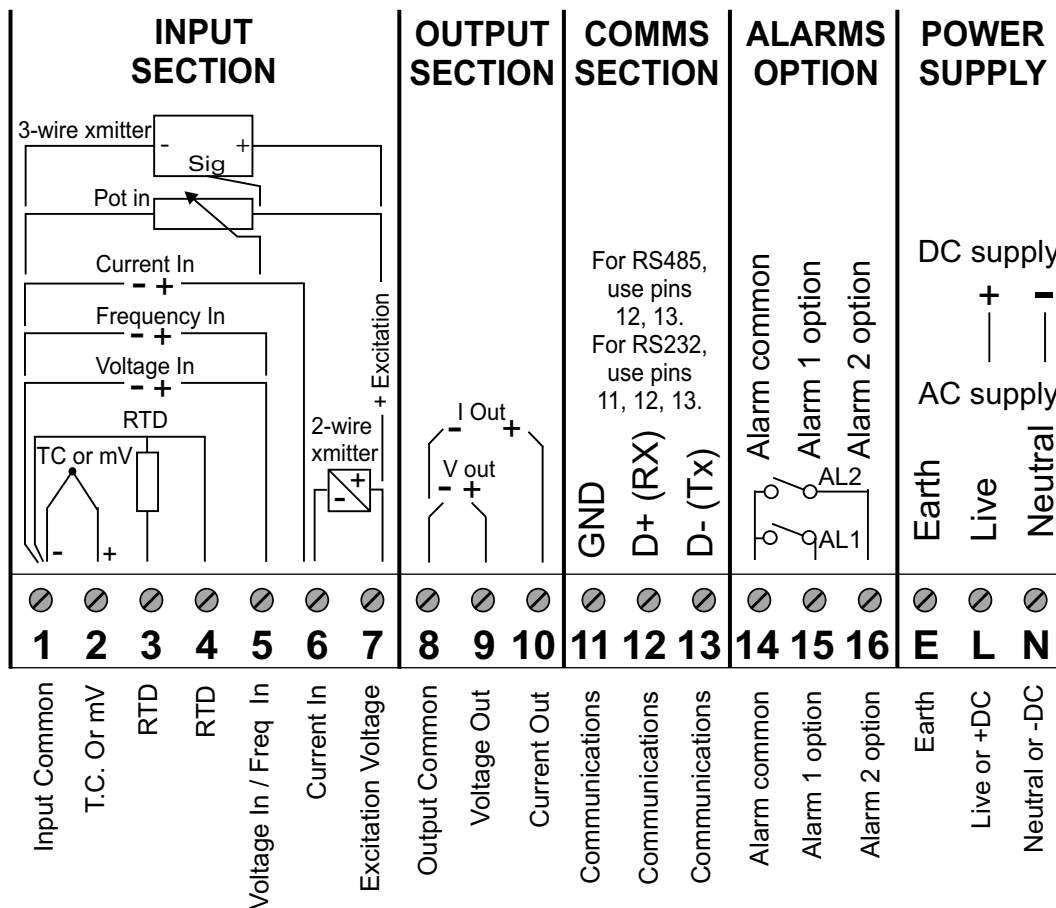 INPUT
SECTION
OUTPUT
SECTION
COMMS
SECTION
ALARMS
OPTION
POWER
SUPPLY
3-wire xmitter
- +
Sig
Pot in
Current In
- +
Frequency In
- +
Voltage In
- +
RTD
TC or mV
- +
+ Excitation
2-wire
xmitter
+
-
I Out
- +
V out
- +
For RS485,
use pins
12, 13.
For RS232,
use pins
11, 12, 13.
GND
D+ (RX)
D- (Tx)
Alarm common
Alarm 1 option
Alarm 2 option
AL2
AL1
DC supply
+ -
AC supply
Earth
Live
Neutral
1 2 3 4 5 6 7 8 9 10 11 12 13 14 15 16 E L N
Input Common
T.C. Or mV
RTD
RTD
Voltage In / Freq In
Current In
Excitation Voltage
Output Common
Voltage Out
Current Out
Communications
Communications
Communications
Alarm common
Alarm 1 option
Alarm 2 option
Earth
Live or +DC
Neutral or -DC